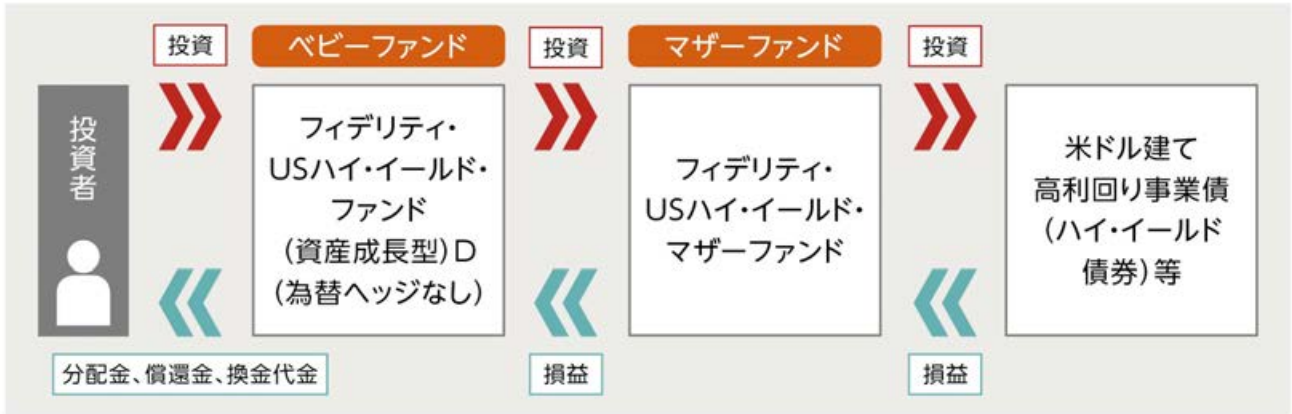 投資
ベビーファンド
投資
マザーファンド
投資
投資者
フィデリティ・
USハイ・イールド・
ファンド
(資産成長型)D
(為替ヘッジなし)
フィデリティ・
USハイ・イールド・
マザーファンド
米ドル建て
高利回り事業債
(ハイ・イールド
債券)等
分配金、償還金、換金代金
損益
損益